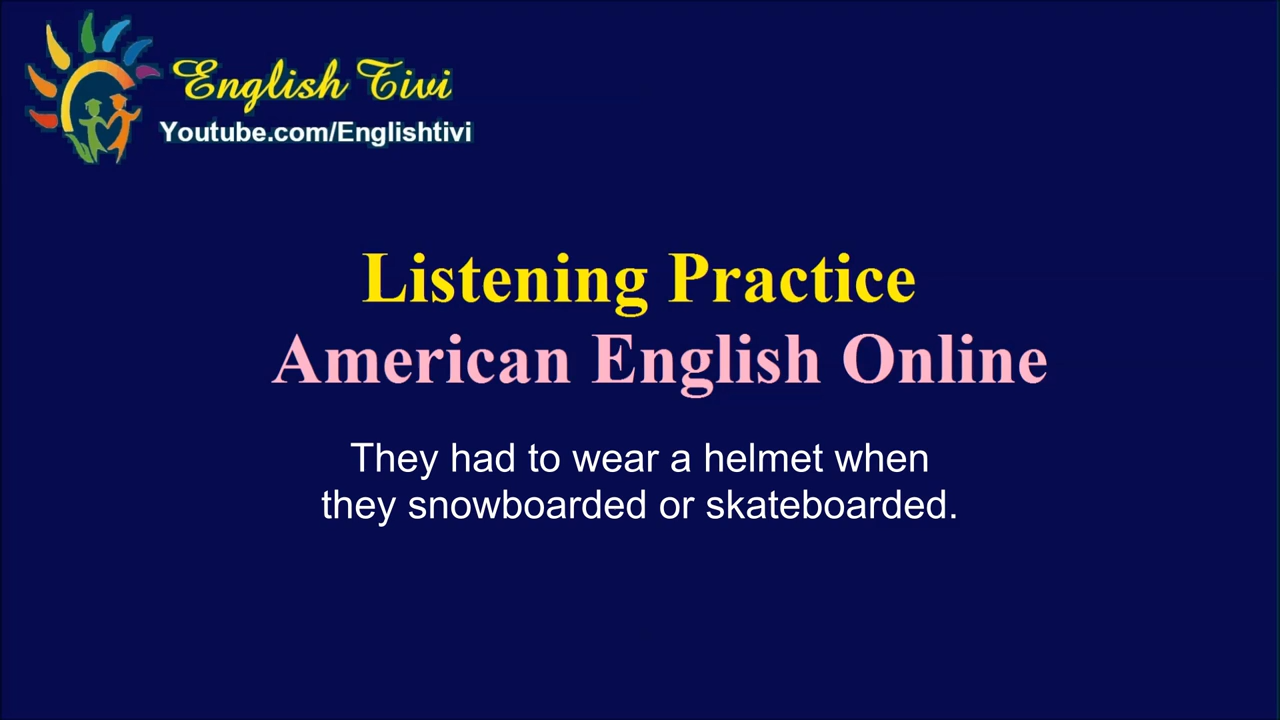 English Tivi
Youtube.com/Englishtivi
Listening Practice
American English Online
They had to wear a helmet when
they snowboarded or skateboarded.